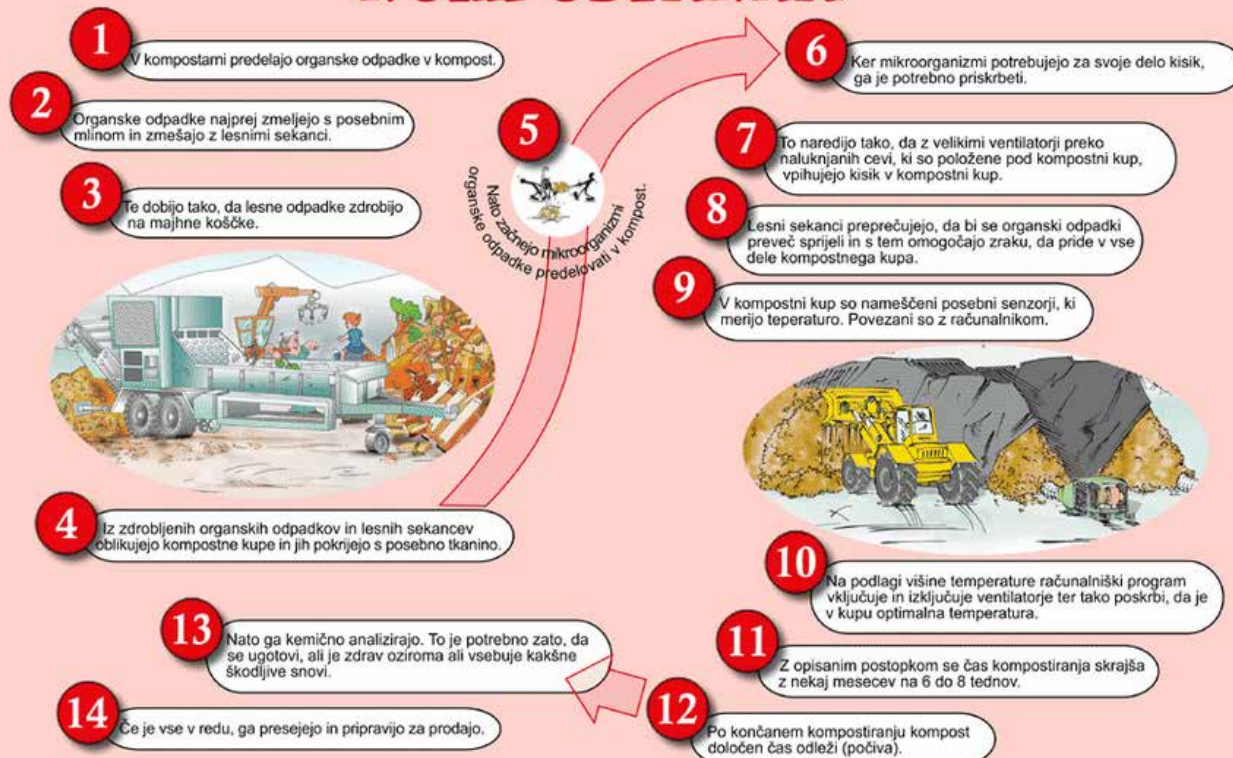 1
V kompostarni predelajo organske odpadke v kompost.
2
Organske odpadke najprej zmeljejo s posebnim
mlinom in zmešajo z lesnimi sekanci.
3
Te dobijo tako, da lesne odpadke zdrobijo
na majhne koščke.
4
Iz zdrobljenih organskih odpadkov in lesnih sekancev
oblikujejo kompostne kupe in jih pokrijejo s posebno tkanino.
5
Nato začnejo mikroorganizmi
organske odpadke predelovati v kompost.
6
Ker mikroorganizmi potrebujejo za svoje delo kisik,
ga je potrebno priskrbeti.
7
To naredijo tako, da z velikimi ventilatorji preko
naluknjanih cevi, ki so položene pod kompostni kup,
vpihujejo kisik v kompostni kup.
8
Lesni sekanci preprečujejo, da bi se organski odpadki
preveč sprijeli in s tem omogočajo zraku, da pride v vse
dele kompostnega kupa.
9
V kompostni kup so nameščeni posebni senzorji, ki
merijo teperaturo. Povezani so z računalnikom.
10
Na podlagi višine temperature računalniški program
vključuje in izključuje ventilatorje ter tako poskrbi, da je
v kupu optimalna temperatura.
11
Z opisanim postopkom se čas kompostiranja skrajša
z nekaj mesecev na 6 do 8 tednov.
12
Po končanem kompostiranju kompost
določen čas odleži (počiva).
13
Nato ga kemično analizirajo. To je potrebno zato, da
se ugotovi, ali je zdrav oziroma ali vsebuje kakšne
škodljive snovi.
14
Če je vse v redu, ga presejejo in pripravijo za prodajo.